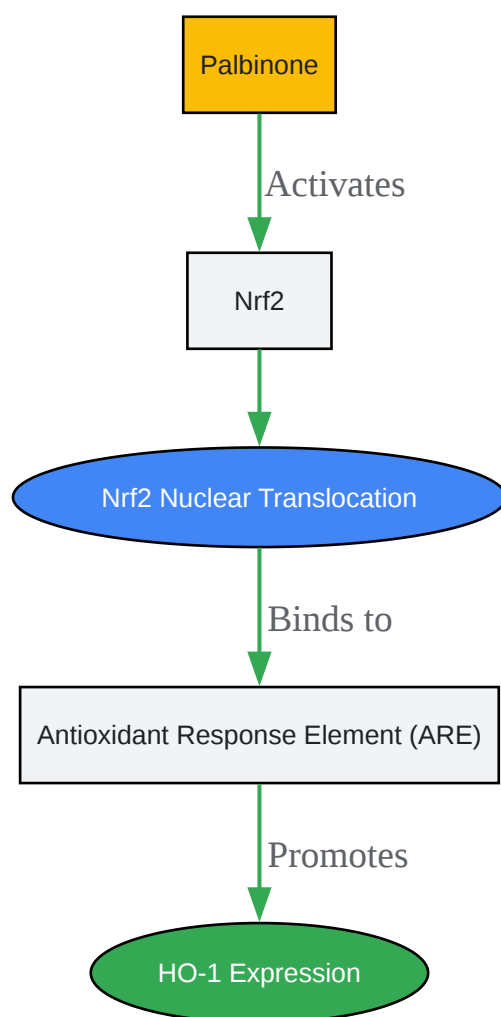 Palbinone
Activates
Nrf2
Nrf2 Nuclear Translocation
Binds to
Antioxidant Response Element (ARE)
Promotes
HO-1 Expression